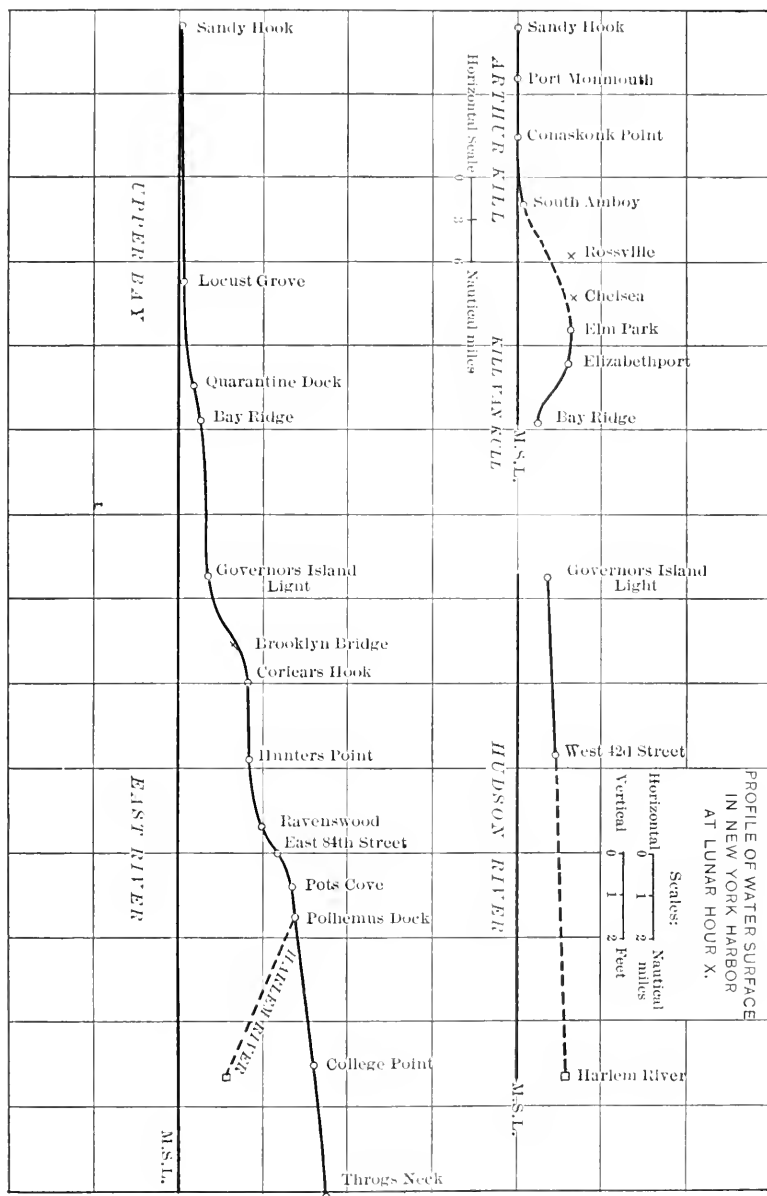 PROFILE OF WATER SURFACE
IN NEW YORK HARBOR
AT LUNAR HOUR X.
Scales:
Horizontal
0 1 2
Nautical
miles
Vertical
0 1 2
Feet
Sandy Hook
Locust Grove
Quarantine Dock
Bay Ridge
Governors Island
Light
Brooklyn Bridge
Corlears Hook
Hunters Point
Ravenswood
East 84th Street
Pots Cove
Polhemus Dock
HARLEM RIVER
College Point
Throgs Neck
UPPER BAY
EAST RIVER
M.S.L.
Sandy Hook
Port Monmouth
Conaskonk Point
South Amboy
Rossville
Chelsea
Elm Park
Elizabethport
Bay Ridge
ARTHUR KILL
KILL VAN KULL
M.S.L.
Horizontal Scale
0
Nautical miles
Governors Island
Light
West 42d Street
Harlem River
HUDSON RIVER
M.S.L.